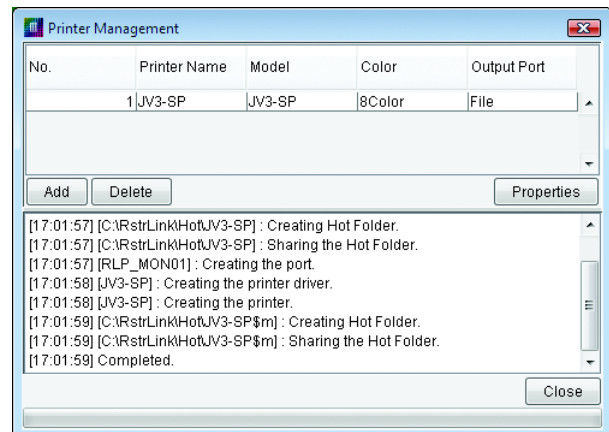 Printer Management
No. Printer Name Model Color Output Port
1 JV3-SP JV3-SP 8Color File
Add Delete Properties
[17:01:57] [C:\RstrLink\Hot\JV3-SP] : Creating Hot Folder.
[17:01:57] [C:\RstrLink\Hot\JV3-SP] : Sharing the Hot Folder.
[17:01:57] [RLP_MON01] : Creating the port.
[17:01:58] [JV3-SP] : Creating the printer driver.
[17:01:58] [JV3-SP] : Creating the printer.
[17:01:59] [C:\RstrLink\Hot\JV3-SP$m] : Creating Hot Folder.
[17:01:59] [C:\RstrLink\Hot\JV3-SP$m] : Sharing the Hot Folder.
[17:01:59] Completed.
Close